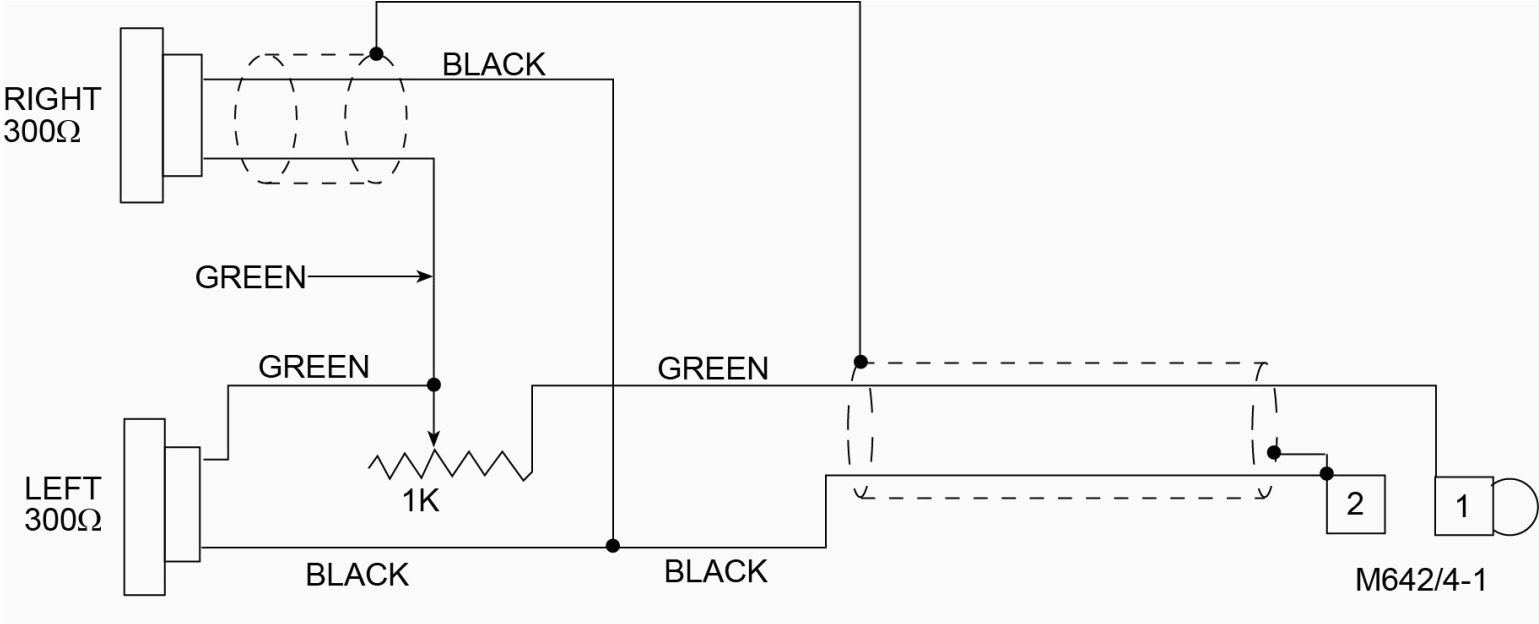 BLACK
RIGHT
300Ω
GREEN
GREEN
GREEN
LEFT
300Ω
1K
2
1
BLACK
BLACK
M642/4-1